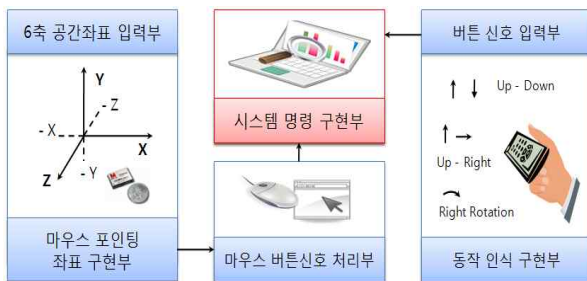 6축 공간좌표 입력부
Y
- Z
- X
X
Z
- Y
마우스 포인팅
좌표 구현부
시스템 명령 구현부
마우스 버튼신호 처리부
버튼 신호 입력부
Up - Down
Up - Right
Right Rotation
동작 인식 구현부